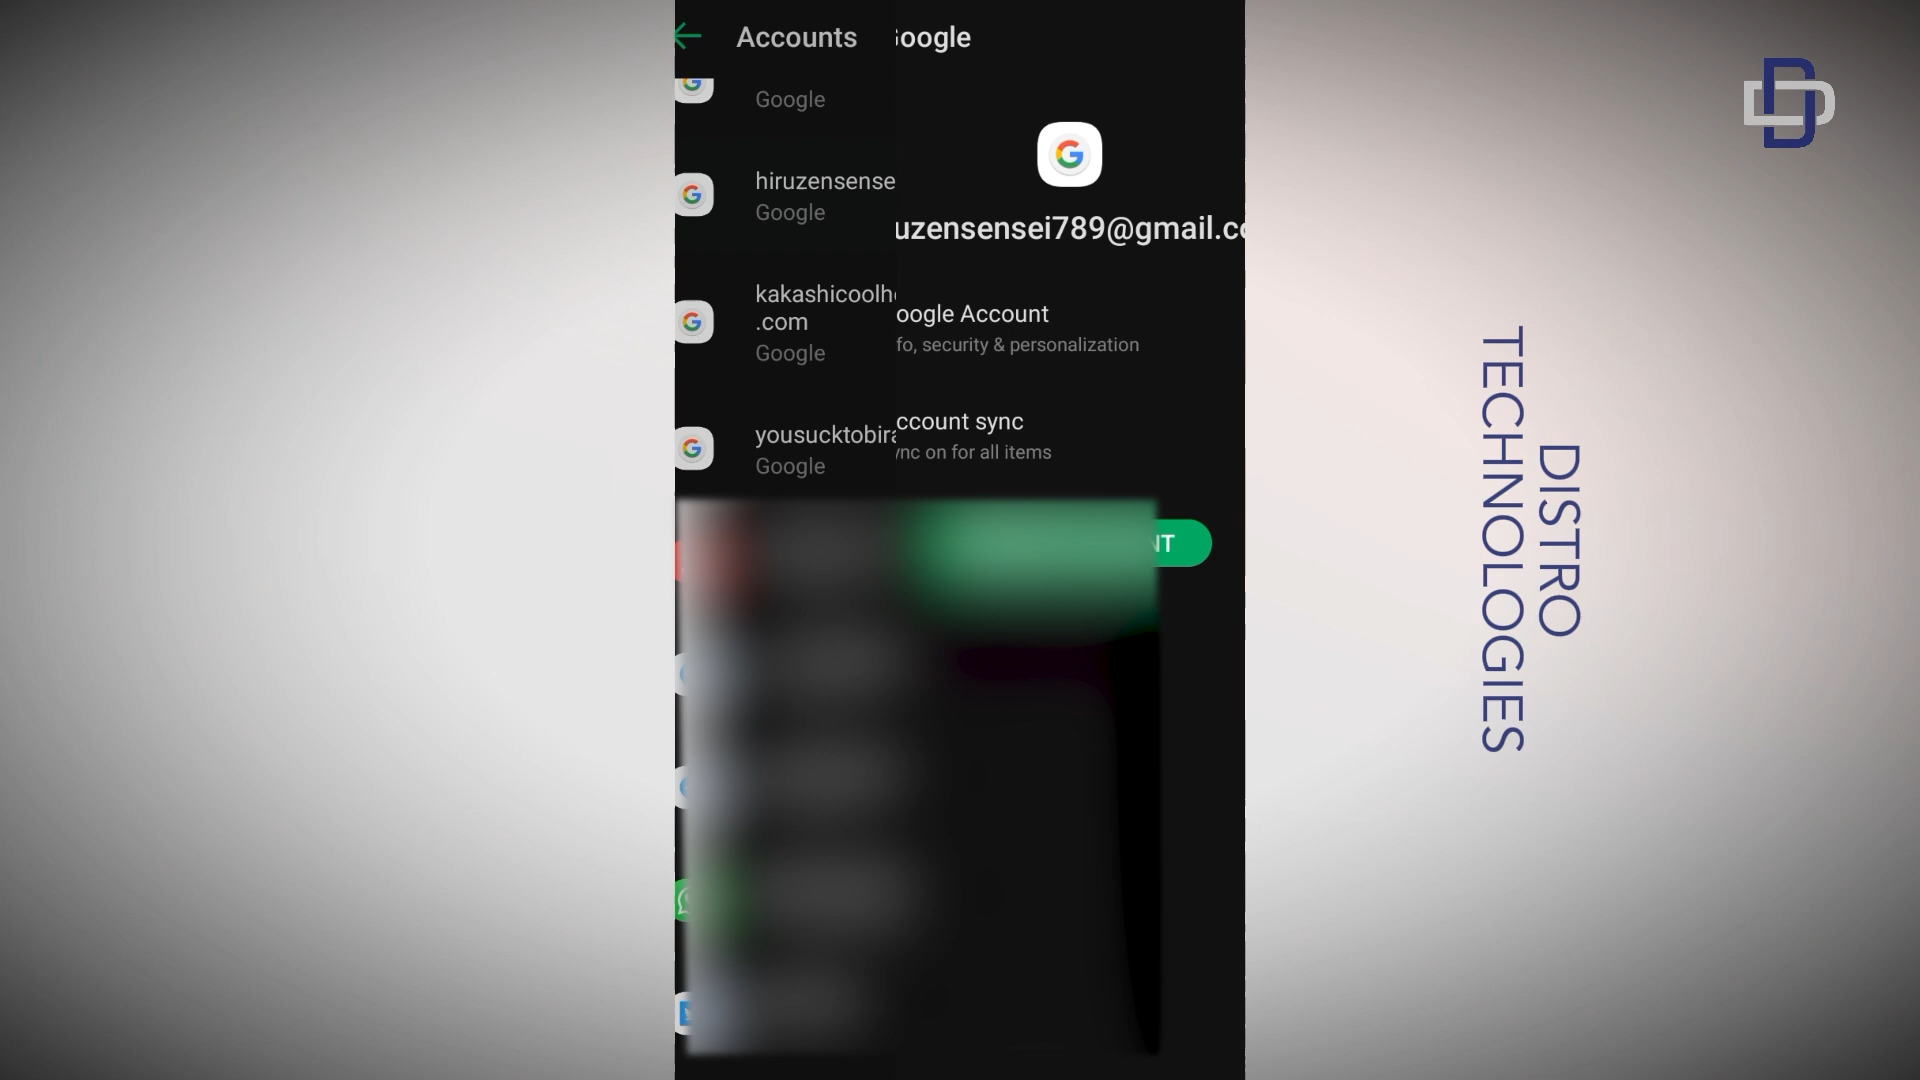 Accounts
oogle
Google
hiruzensense
Google
uzensensei789@gmail.c
kakashicoolh
.com
Google
oogle Account
fo, security & personalization
yousucktobira
Google
ccount sync
nc on for all items
NT
DISTRO
TECHNOLOGIES